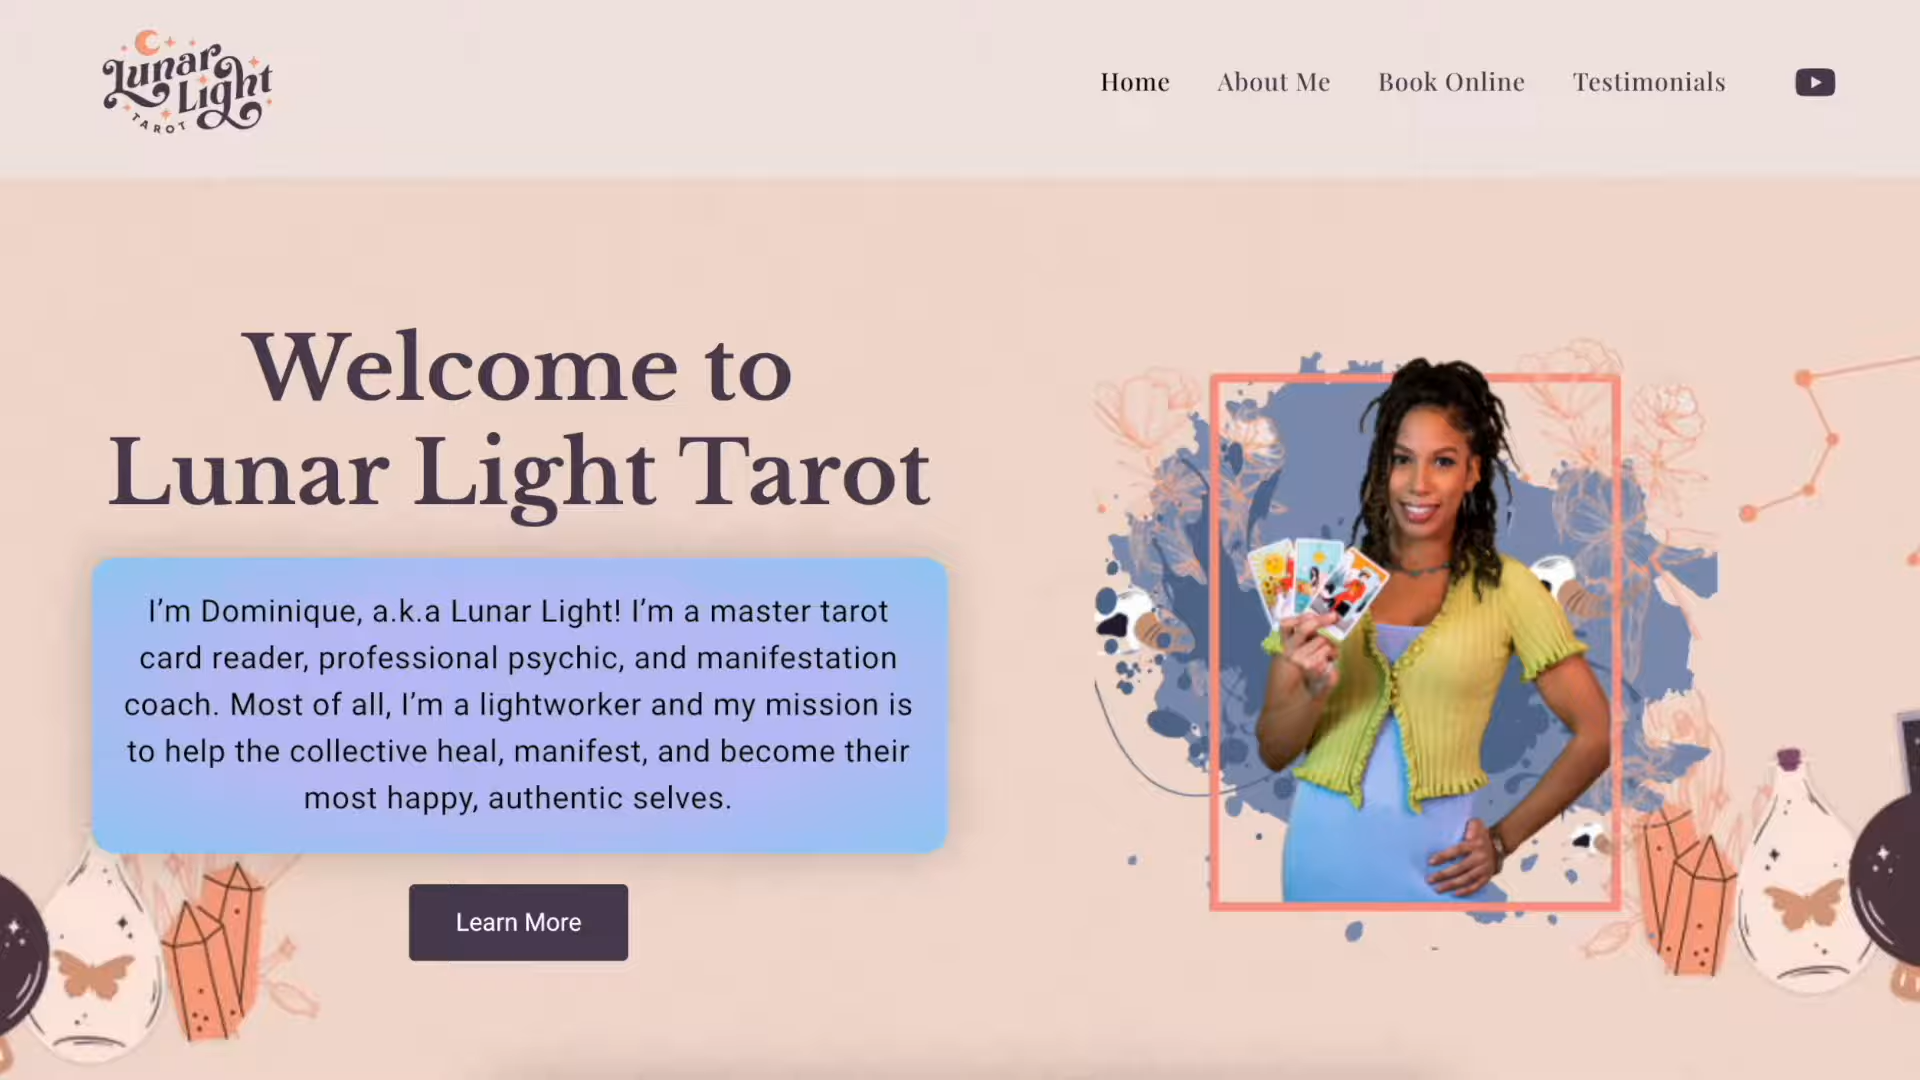 Lunar
Light
TAROT
Home
About Me
Book Online
Testimonials
Welcome to
Lunar Light Tarot
I’m Dominique, a.k.a Lunar Light! I’m a master tarot
card reader, professional psychic, and manifestation
coach. Most of all, I’m a lightworker and my mission is
to help the collective heal, manifest, and become their
most happy, authentic selves.
Learn More